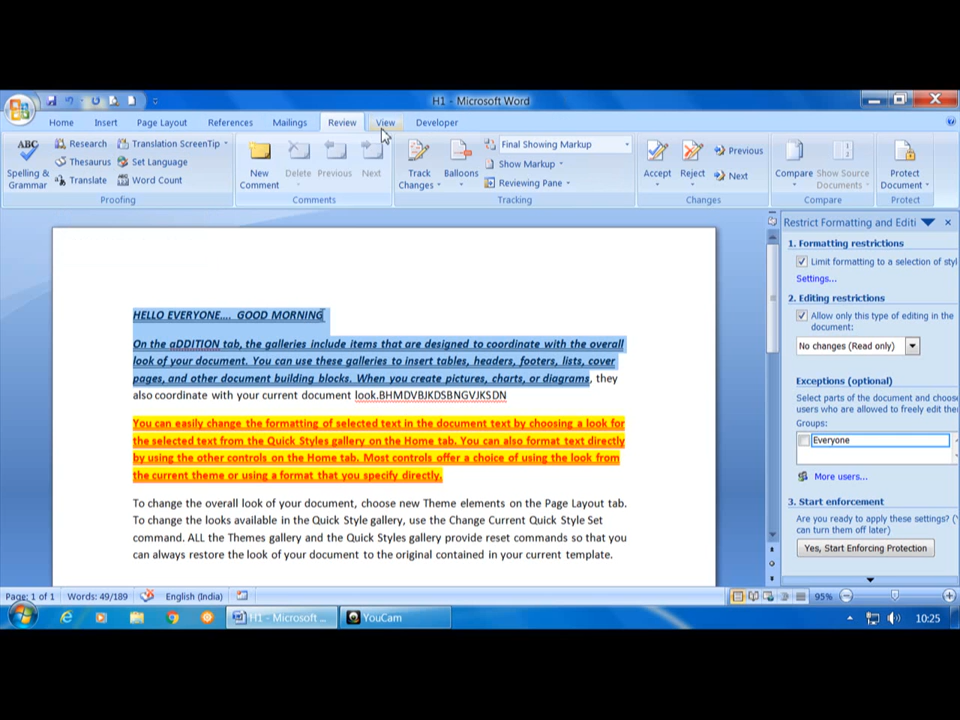 H1 - Microsoft Word
Home Insert Page Layout References Mailings Review View Developer
ABC
Spelling & Grammar
Research
Thesaurus
Translate
Translation ScreenTip
Set Language
Word Count
Proofing
New Comment
Delete
Previous
Next
Comments
Track Changes
Balloons
Final Showing Markup
Show Markup
Reviewing Pane
Tracking
Accept
Reject
Previous
Next
Changes
Compare
Show Source Documents
Compare
Protect Document
Protect
HELLO EVERYONE.... GOOD MORNING
On the aDDITION tab, the galleries include items that are designed to coordinate with the overall
look of your document. You can use these galleries to insert tables, headers, footers, lists, cover
pages, and other document building blocks. When you create pictures, charts, or diagrams, they
also coordinate with your current document look.BHMDVBJKDSBNGVJKSDN
You can easily change the formatting of selected text in the document text by choosing a look for
the selected text from the Quick Styles gallery on the Home tab. You can also format text directly
by using the other controls on the Home tab. Most controls offer a choice of using the look from
the current theme or using a format that you specify directly.
To change the overall look of your document, choose new Theme elements on the Page Layout tab.
To change the looks available in the Quick Style gallery, use the Change Current Quick Style Set
command. ALL the Themes gallery and the Quick Styles gallery provide reset commands so that you
can always restore the look of your document to the original contained in your current template.
Restrict Formatting and Editi
1. Formatting restrictions
Limit formatting to a selection of styl
Settings...
2. Editing restrictions
Allow only this type of editing in the
document:
No changes (Read only)
Exceptions (optional)
Select parts of the document and choose
users who are allowed to freely edit the
Groups:
Everyone
More users...
3. Start enforcement
Are you ready to apply these settings? (
can turn them off later)
Yes, Start Enforcing Protection
Page: 1 of 1 Words: 49/189 English (India) 95%
H1 - Microsoft ... YouCam 10:25